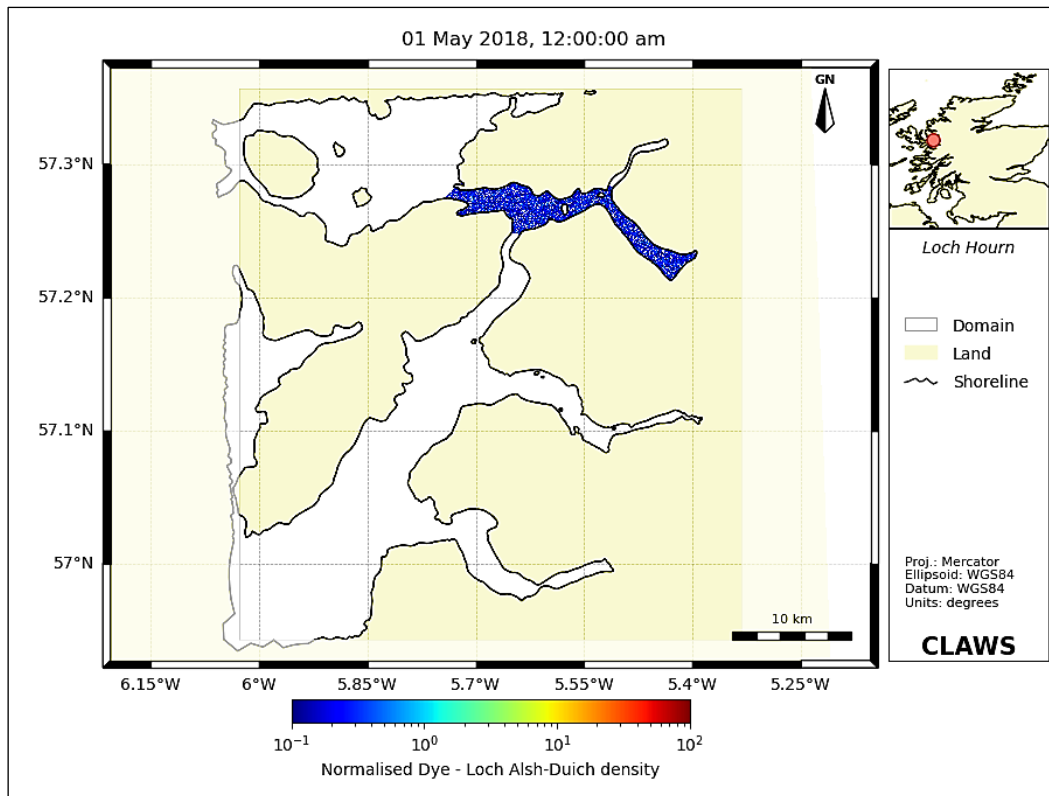 01 May 2018, 12:00:00 am
GN
57.3°N
57.2°N
57.1°N
57°N
6.15°W
6°W
5.85°W
5.7°W
5.55°W
5.4°W
5.25°W
10 km
Loch Hourn
Domain
Land
Shoreline
Proj.: Mercator
Ellipsoid: WGS84
Datum: WGS84
Units: degrees
CLAWS
10⁻¹
10⁰
10¹
10²
Normalised Dye - Loch Alsh-Duich density